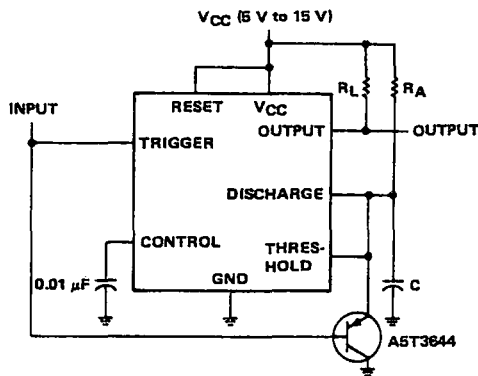 VCC (5 V to 15 V)
RL
RA
INPUT
RESET
VCC
OUTPUT
OUTPUT
TRIGGER
DISCHARGE
CONTROL
THRES-
HOLD
0.01 µF
GND
C
A5T3644